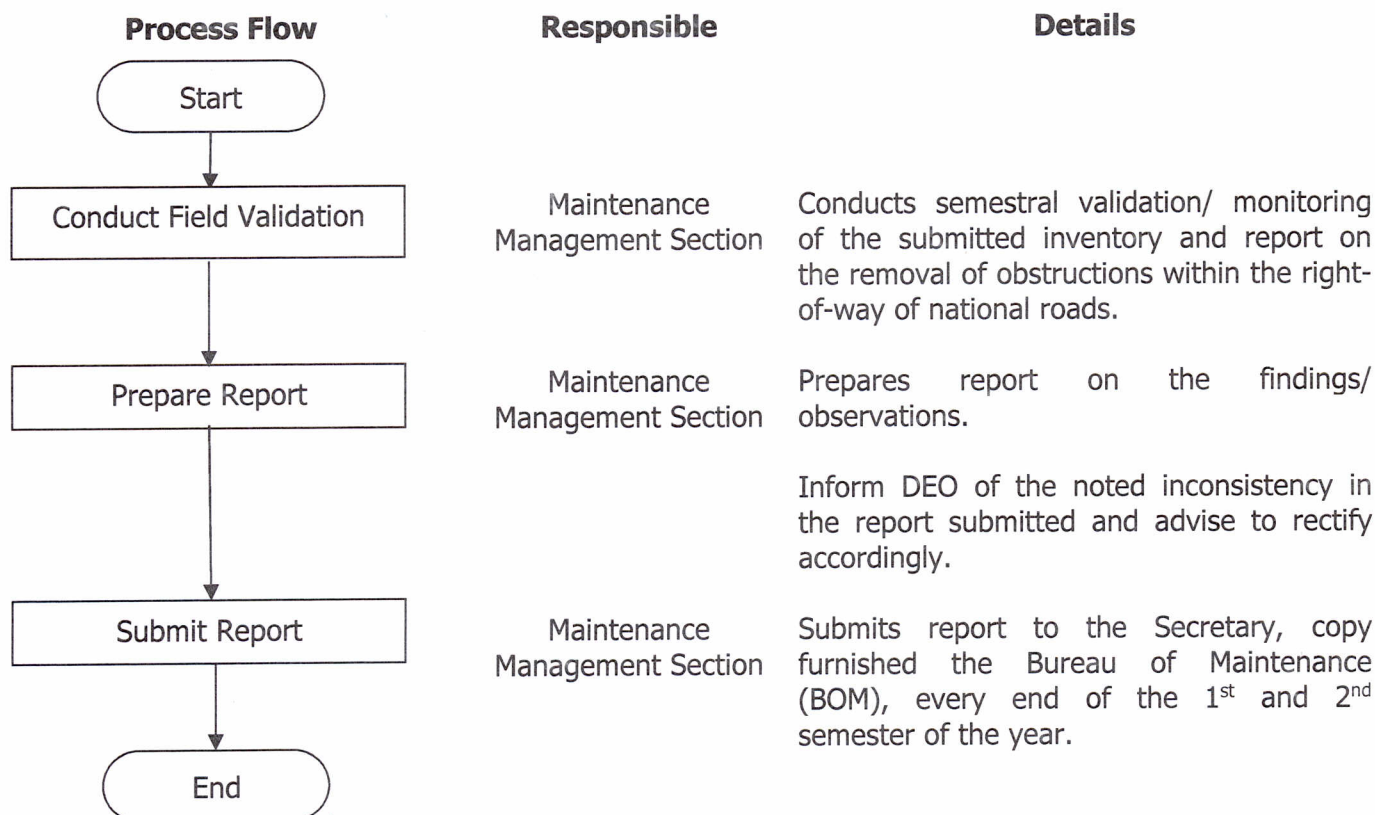 Process Flow
Responsible
Details
Start
Conduct Field Validation
Maintenance
Management Section
Conducts semestral validation/ monitoring
of the submitted inventory and report on
the removal of obstructions within the right-
of-way of national roads.
Prepare Report
Maintenance
Management Section
Prepares report on the findings/
observations.
Inform DEO of the noted inconsistency in
the report submitted and advise to rectify
accordingly.
Submit Report
Maintenance
Management Section
Submits report to the Secretary, copy
furnished the Bureau of Maintenance
(BOM), every end of the 1st and 2nd
semester of the year.
End